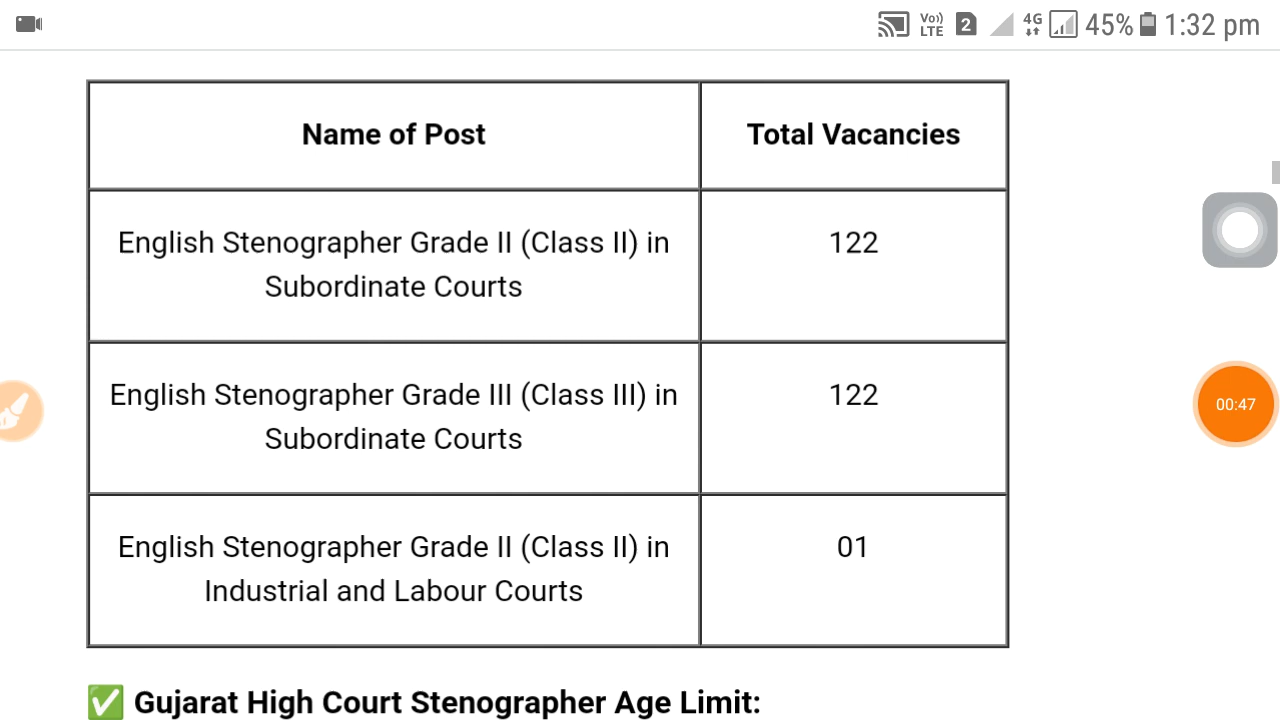 Vo)) LTE 2 4G 45% 1:32 pm
Name of Post Total Vacancies
English Stenographer Grade II (Class II) in 122
Subordinate Courts
English Stenographer Grade III (Class III) in 122
Subordinate Courts
English Stenographer Grade II (Class II) in 01
Industrial and Labour Courts
00:47
✅ Gujarat High Court Stenographer Age Limit: